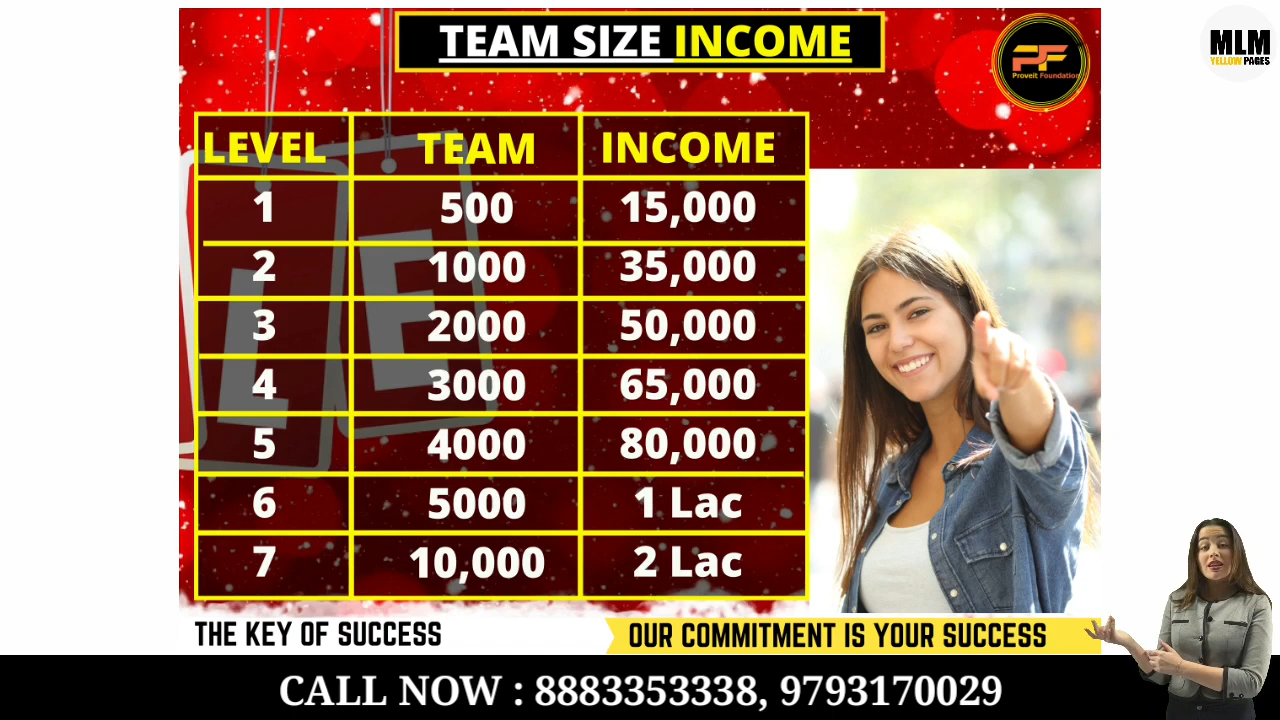 TEAM SIZE INCOME
PF
Proveit Foundation
MLM
YELLOW PAGES
LEVEL TEAM INCOME
1 500 15,000
2 1000 35,000
3 2000 50,000
4 3000 65,000
5 4000 80,000
6 5000 1 Lac
7 10,000 2 Lac
LE
THE KEY OF SUCCESS
OUR COMMITMENT IS YOUR SUCCESS
CALL NOW : 8883353338, 9793170029